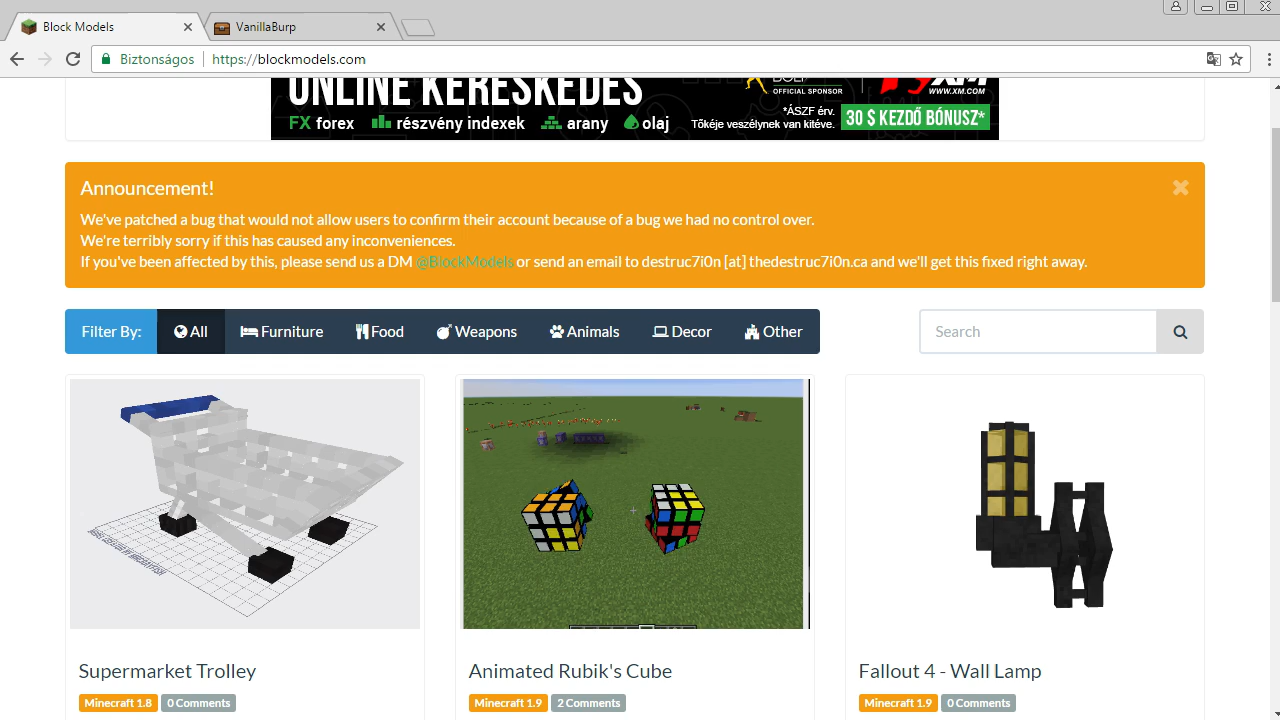 Block Models
VanillaBurp
Biztonságos
https://blockmodels.com
ONLINE KERESKEDÉS
OFFICIAL SPONSOR
XM
WWW.XM.COM
FX forex
részvény indexek
arany
olaj
*ÁSZF érv.
Tőkéje veszélynek van kitéve.
30 $ KEZDŐ BÓNUSZ*
Announcement!
We've patched a bug that would not allow users to confirm their account because of a bug we had no control over.
We're terribly sorry if this has caused any inconveniences.
If you've been affected by this, please send us a DM @BlockModels or send an email to destruc7i0n [at] thedestruc7i0n.ca and we'll get this fixed right away.
Filter By:
All
Furniture
Food
Weapons
Animals
Decor
Other
Search
Supermarket Trolley
Animated Rubik's Cube
Fallout 4 - Wall Lamp
Minecraft 1.8
0 Comments
Minecraft 1.9
2 Comments
Minecraft 1.9
0 Comments